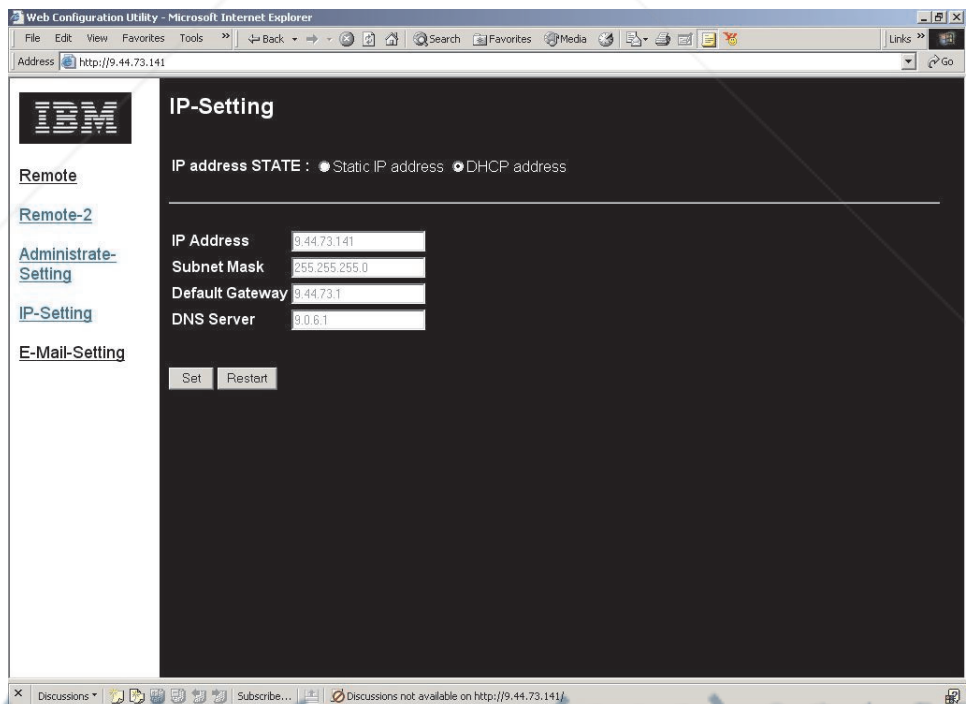 Web Configuration Utility - Microsoft Internet Explorer
File Edit View Favorites Tools » Back Search Favorites Media Links »
Address http://9.44.73.141 Go
IBM
Remote
Remote-2
Administrate-
Setting
IP-Setting
E-Mail-Setting
IP-Setting
IP address STATE : Static IP address DHCP address
IP Address 9.44.73.141
Subnet Mask 255.255.255.0
Default Gateway 9.44.73.1
DNS Server 9.0.6.1
Set Restart
Discussions Subscribe... Discussions not available on http://9.44.73.141/